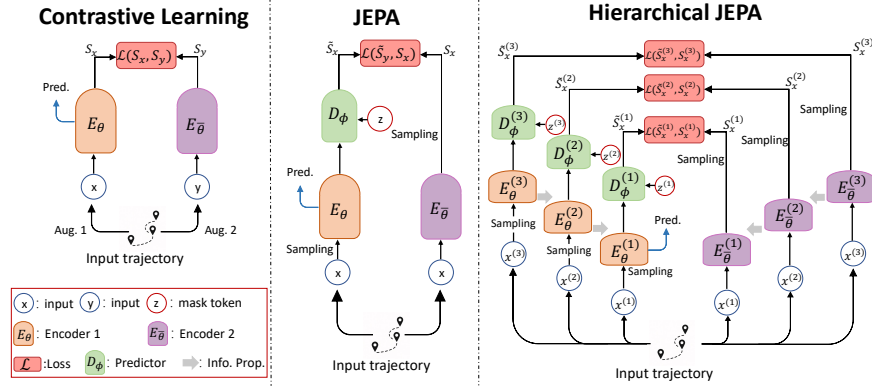 Contrastive Learning
S_x
ℒ(S_x, S_y)
S_y
Pred.
E_θ
E_θ̄
x
y
Aug. 1
Aug. 2
Input trajectory
x : input
y : input
z : mask token
E_θ : Encoder 1
E_θ̄ : Encoder 2
ℒ :Loss
D_ϕ : Predictor
: Info. Prop.
JEPA
S̃_x
ℒ(S̃_y, S_x)
S_x
D_ϕ
z
Sampling
Pred.
E_θ
E_θ̄
Sampling
x
x
Input trajectory
Hierarchical JEPA
S̃_x^(3)
ℒ(S̃_x^(3), S_x^(3))
S_x^(3)
S̃_x^(2)
ℒ(S̃_x^(2), S_x^(2))
S_x^(2)
S̃_x^(1)
ℒ(S̃_x^(1), S_x^(1))
S_x^(1)
Sampling
Sampling
Sampling
D_ϕ^(3)
z^(3)
D_ϕ^(2)
z^(2)
D_ϕ^(1)
z^(1)
E_θ^(3)
E_θ^(2)
E_θ^(1)
Pred.
E_θ̄^(1)
E_θ̄^(2)
E_θ̄^(3)
Sampling
Sampling
Sampling
x^(3)
x^(2)
x^(1)
x^(1)
x^(2)
x^(3)
Input trajectory